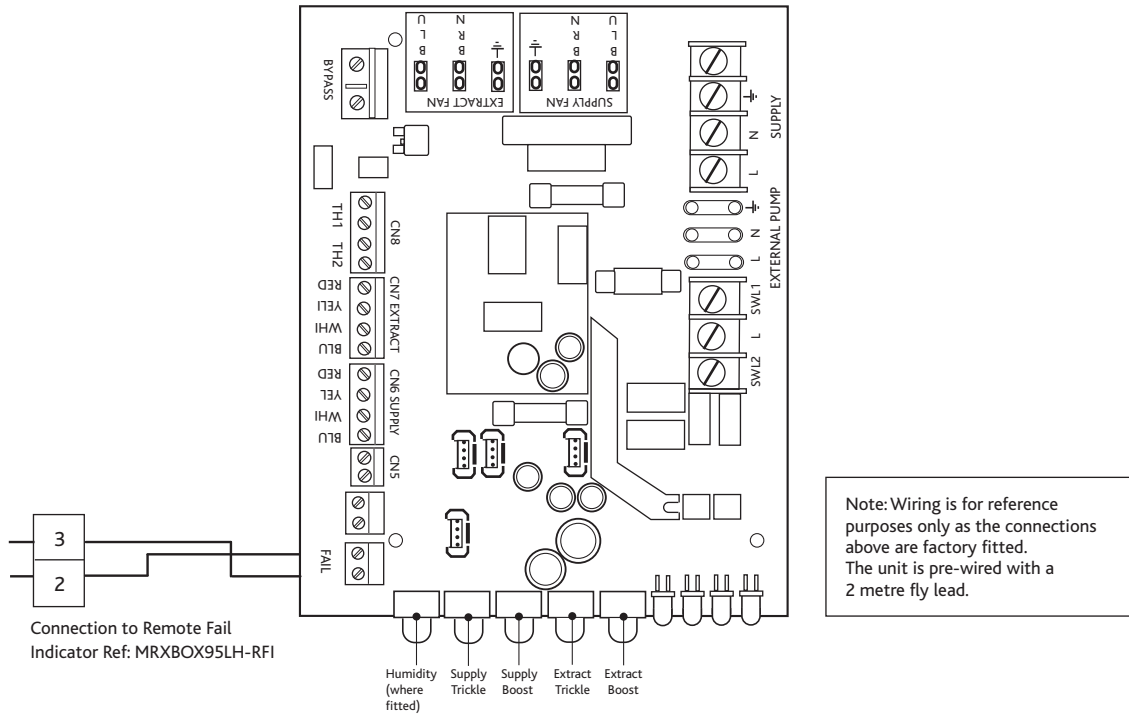 U N
L R
B B ⏚
EXTRACT FAN
N U
R L
⏚ B B
SUPPLY FAN
BYPASS
⏚
N
L
SUPPLY
⏚
N
L
EXTERNAL PUMP
SWL1
L
SWL2
TH1
TH2
CN8
RED
YELI
WHI
BLU
CN7 EXTRACT
RED
YEL
WHI
BLU
CN6 SUPPLY
CN5
FAIL
3
2
Connection to Remote Fail
Indicator Ref: MRXBOX95LH-RFI
Humidity
(where
fitted)
Supply
Trickle
Supply
Boost
Extract
Trickle
Extract
Boost
Note: Wiring is for reference
purposes only as the connections
above are factory fitted.
The unit is pre-wired with a
2 metre fly lead.